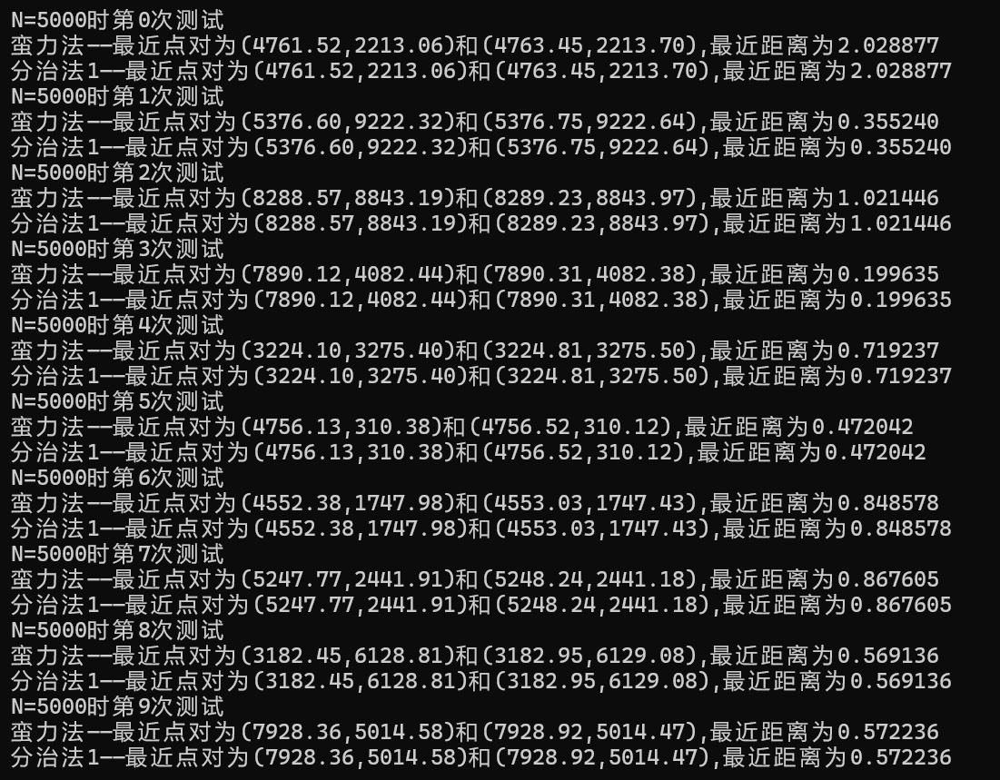 N=5000时第0次测试
蛮力法——最近点对为(4761.52,2213.06)和(4763.45,2213.70),最近距离为2.028877
分治法1——最近点对为(4761.52,2213.06)和(4763.45,2213.70),最近距离为2.028877
N=5000时第1次测试
蛮力法——最近点对为(5376.60,9222.32)和(5376.75,9222.64),最近距离为0.355240
分治法1——最近点对为(5376.60,9222.32)和(5376.75,9222.64),最近距离为0.355240
N=5000时第2次测试
蛮力法——最近点对为(8288.57,8843.19)和(8289.23,8843.97),最近距离为1.021446
分治法1——最近点对为(8288.57,8843.19)和(8289.23,8843.97),最近距离为1.021446
N=5000时第3次测试
蛮力法——最近点对为(7890.12,4082.44)和(7890.31,4082.38),最近距离为0.199635
分治法1——最近点对为(7890.12,4082.44)和(7890.31,4082.38),最近距离为0.199635
N=5000时第4次测试
蛮力法——最近点对为(3224.10,3275.40)和(3224.81,3275.50),最近距离为0.719237
分治法1——最近点对为(3224.10,3275.40)和(3224.81,3275.50),最近距离为0.719237
N=5000时第5次测试
蛮力法——最近点对为(4756.13,310.38)和(4756.52,310.12),最近距离为0.472042
分治法1——最近点对为(4756.13,310.38)和(4756.52,310.12),最近距离为0.472042
N=5000时第6次测试
蛮力法——最近点对为(4552.38,1747.98)和(4553.03,1747.43),最近距离为0.848578
分治法1——最近点对为(4552.38,1747.98)和(4553.03,1747.43),最近距离为0.848578
N=5000时第7次测试
蛮力法——最近点对为(5247.77,2441.91)和(5248.24,2441.18),最近距离为0.867605
分治法1——最近点对为(5247.77,2441.91)和(5248.24,2441.18),最近距离为0.867605
N=5000时第8次测试
蛮力法——最近点对为(3182.45,6128.81)和(3182.95,6129.08),最近距离为0.569136
分治法1——最近点对为(3182.45,6128.81)和(3182.95,6129.08),最近距离为0.569136
N=5000时第9次测试
蛮力法——最近点对为(7928.36,5014.58)和(7928.92,5014.47),最近距离为0.572236
分治法1——最近点对为(7928.36,5014.58)和(7928.92,5014.47),最近距离为0.572236